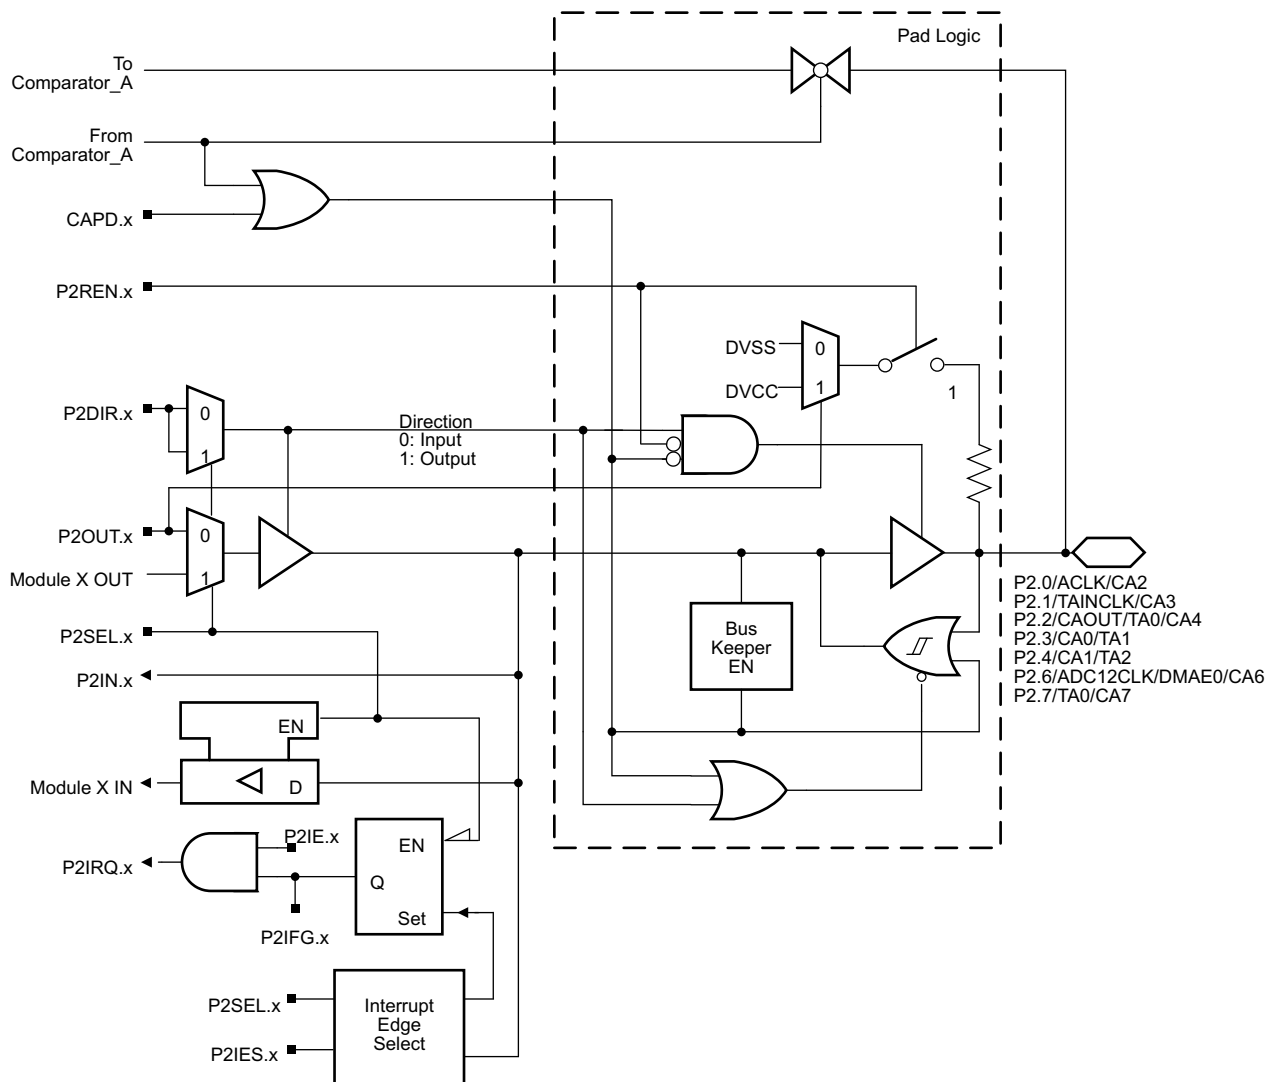 Pad Logic
To
Comparator_A
From
Comparator_A
CAPD.x
P2REN.x
DVSS
0
DVCC
1
1
P2DIR.x
0
1
Direction
0: Input
1: Output
P2OUT.x
0
Module X OUT
1
P2SEL.x
P2IN.x
Bus
Keeper
EN
P2.0/ACLK/CA2
P2.1/TAINCLK/CA3
P2.2/CAOUT/TA0/CA4
P2.3/CA0/TA1
P2.4/CA1/TA2
P2.6/ADC12CLK/DMAE0/CA6
P2.7/TA0/CA7
EN
Module X IN
D
P2IE.x
EN
P2IRQ.x
Q
Set
P2IFG.x
P2SEL.x
Interrupt
Edge
Select
P2IES.x